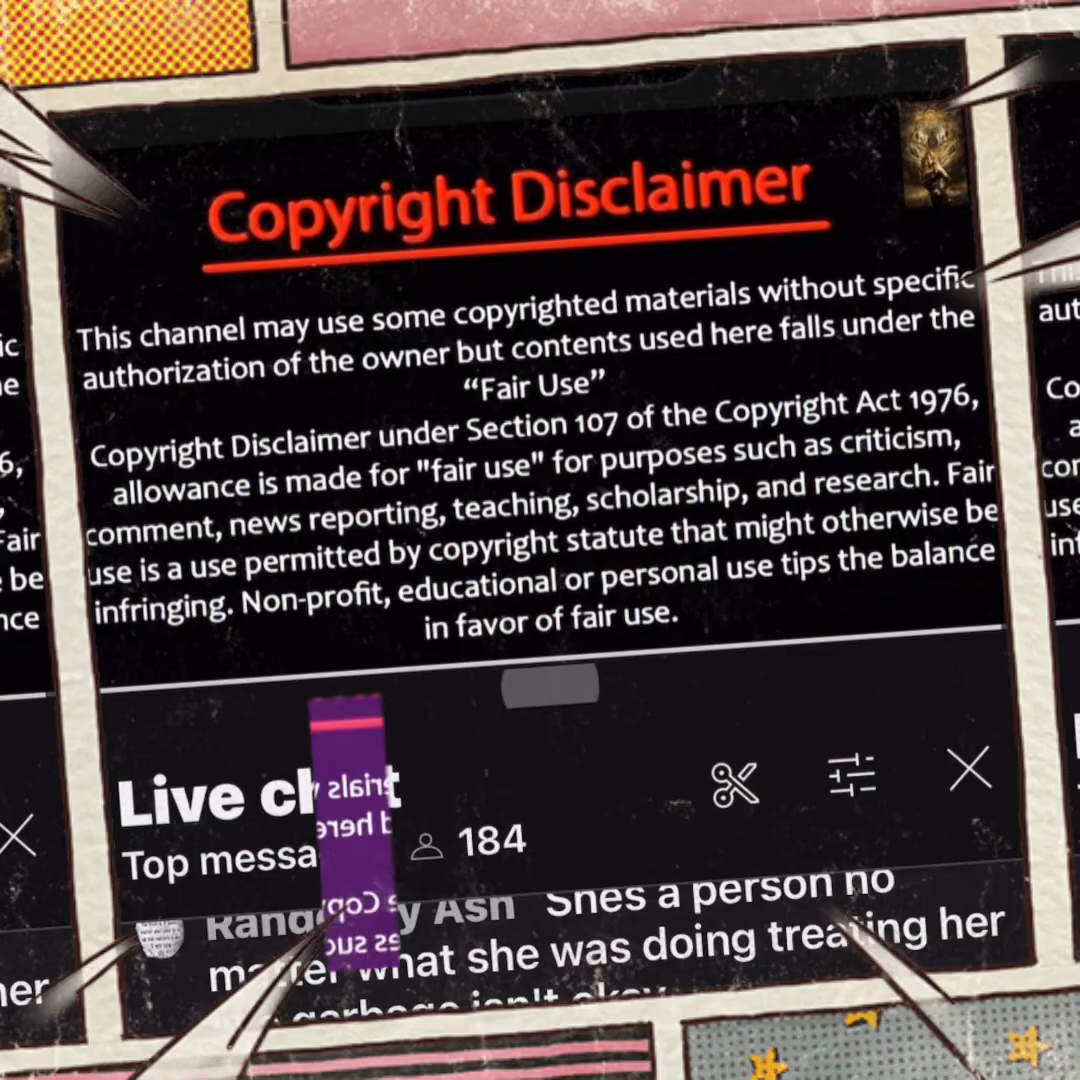 Copyright Disclaimer
This channel may use some copyrighted materials without specific
authorization of the owner but contents used here falls under the
“Fair Use”
Copyright Disclaimer under Section 107 of the Copyright Act 1976,
allowance is made for "fair use" for purposes such as criticism,
comment, news reporting, teaching, scholarship, and research. Fair
use is a use permitted by copyright statute that might otherwise be
infringing. Non-profit, educational or personal use tips the balance
in favor of fair use.
Live
184
Ash Shes a person no
what she was doing treating her
garbage isn't okay